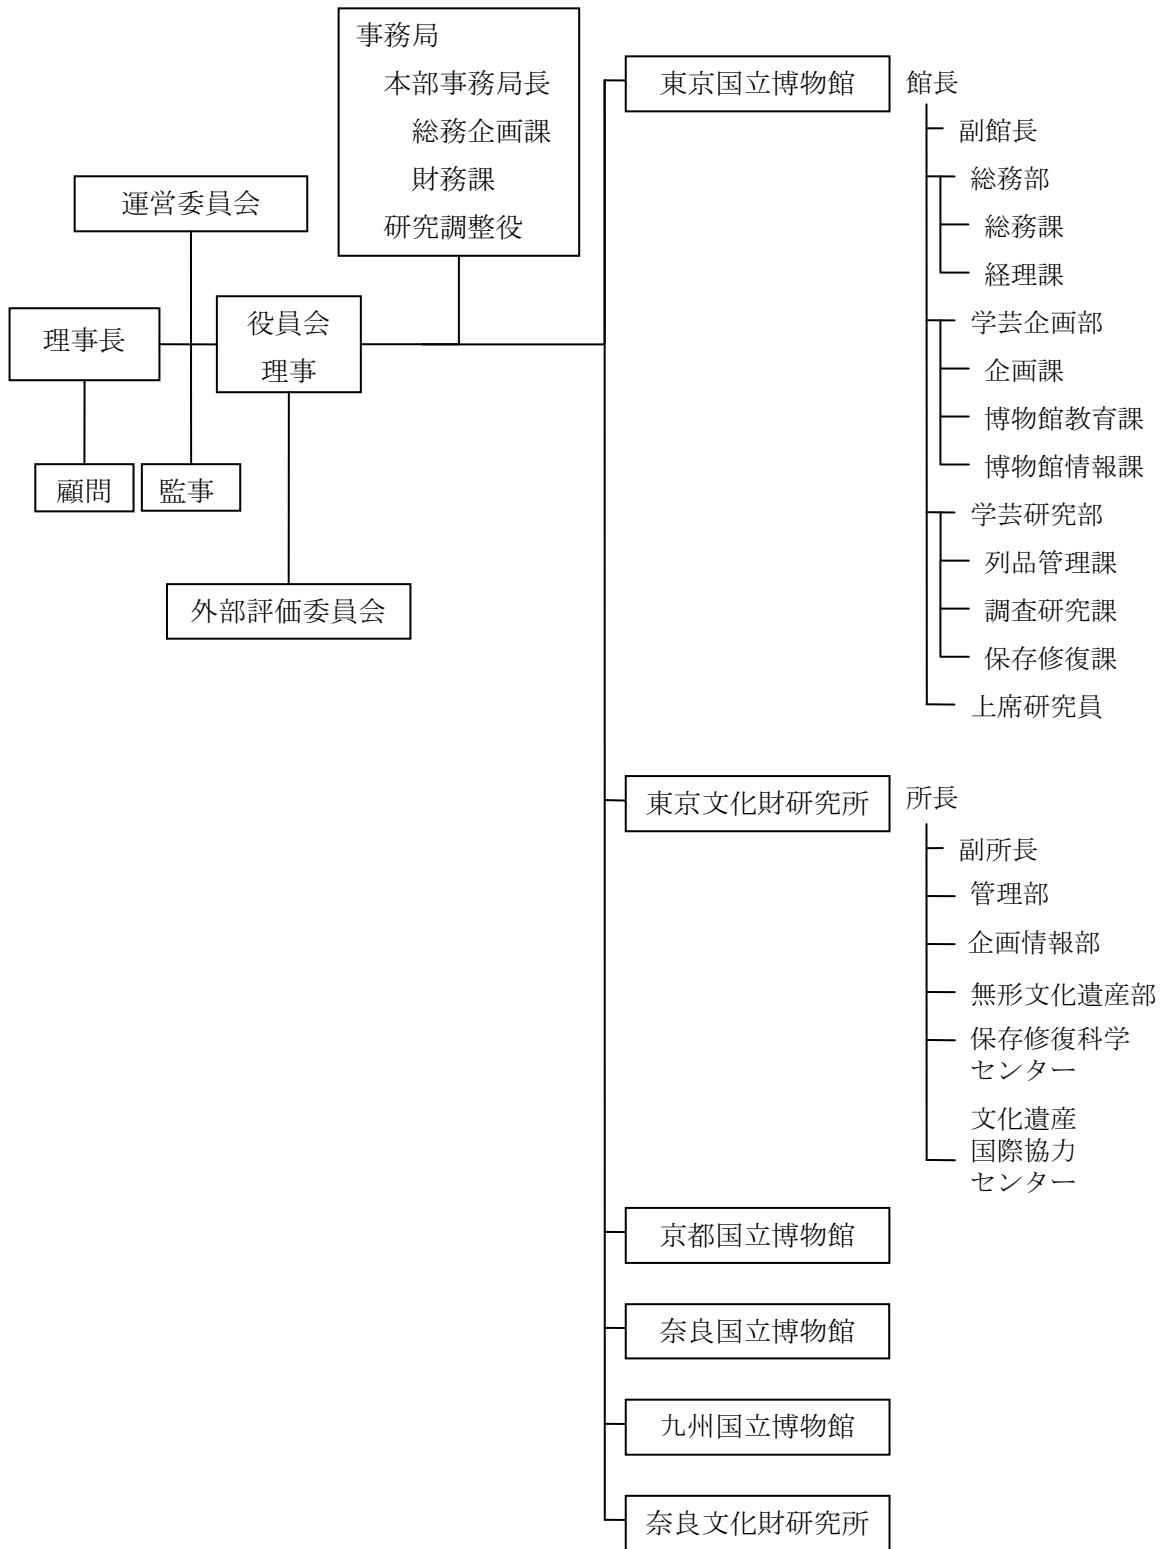 事務局
本部事務局長
総務企画課
財務課
研究調整役
運営委員会
理事長
役員会
理事
顧問
監事
外部評価委員会
東京国立博物館
館長
副館長
総務部
総務課
経理課
学芸企画部
企画課
博物館教育課
博物館情報課
学芸研究部
列品管理課
調査研究課
保存修復課
上席研究員
東京文化財研究所
所長
副所長
管理部
企画情報部
無形文化遺産部
保存修復科学
センター
文化遺産
国際協力
センター
京都国立博物館
奈良国立博物館
九州国立博物館
奈良文化財研究所